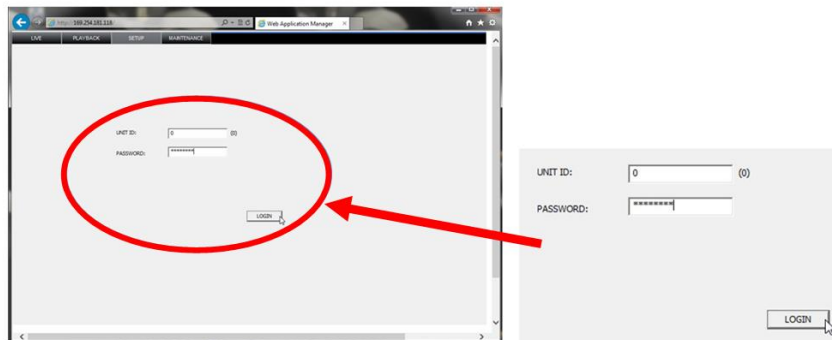 http://169.254.181.118/
Web Application Manager
LIVE PLAYBACK SETUP MAINTENANCE
UNIT ID: 0 (0)
PASSWORD: ********
LOGIN
UNIT ID: 0 (0)
PASSWORD: ********
LOGIN